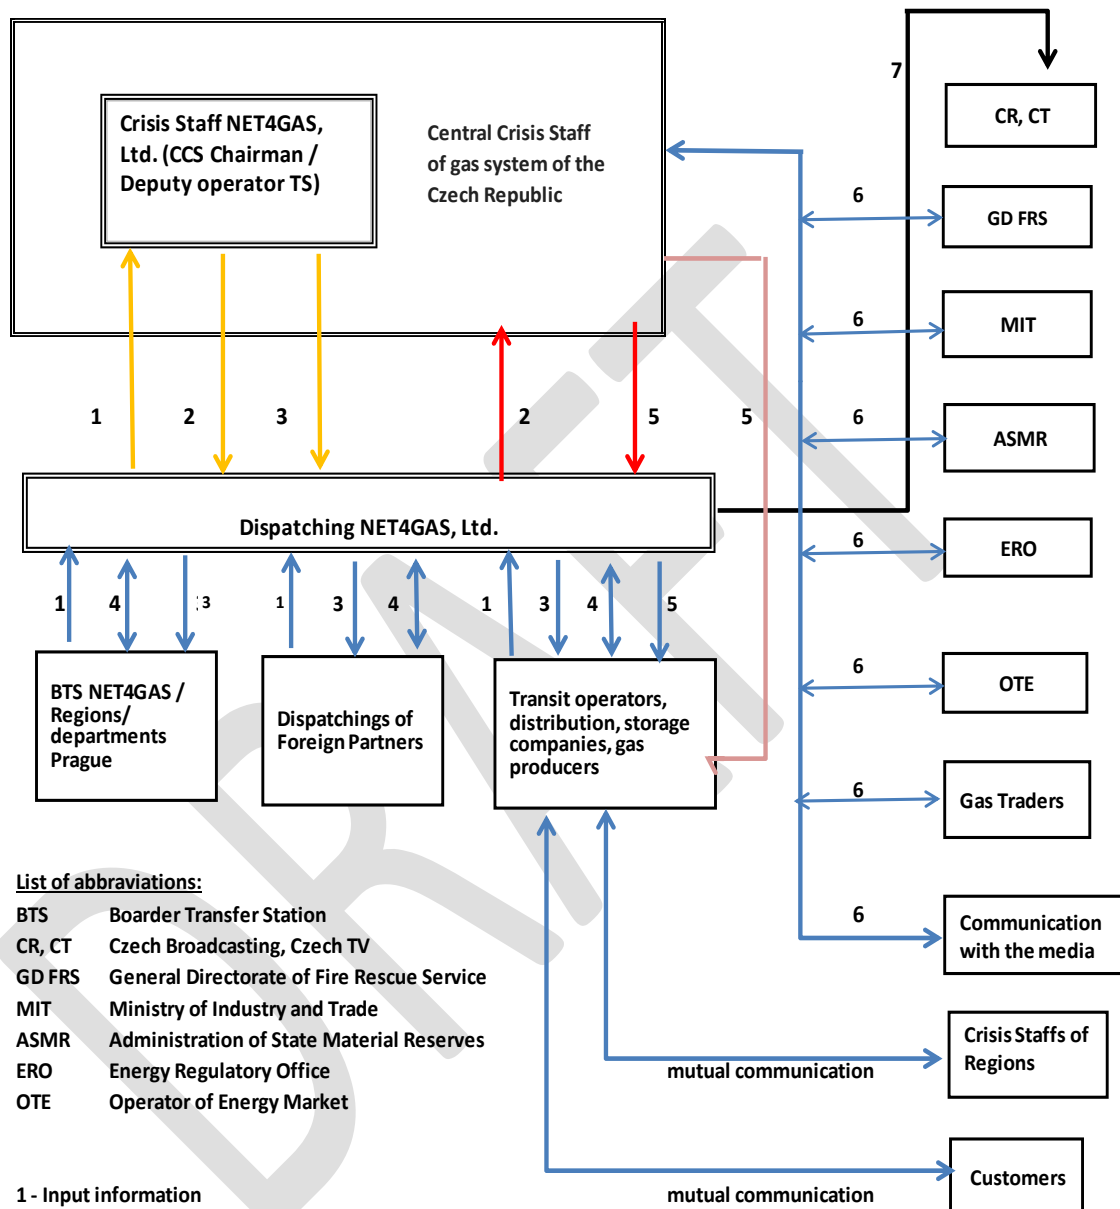 7
CR, CT
Crisis Staff NET4GAS,
Ltd. (CCS Chairman /
Deputy operator TS)
Central Crisis Staff
of gas system of the
Czech Republic
6
GD FRS
6
MIT
1
2
3
2
5
5
6
ASMR
Dispatching NET4GAS, Ltd.
6
ERO
1
4
3
1
3
4
1
3
4
5
BTS NET4GAS /
Regions/
departments
Prague
Dispatchings of
Foreign Partners
Transit operators,
distribution, storage
companies, gas
producers
6
OTE
6
Gas Traders
6
Communication
with the media
List of abbraviations:
BTS Boarder Transfer Station
CR, CT Czech Broadcasting, Czech TV
GD FRS General Directorate of Fire Rescue Service
MIT Ministry of Industry and Trade
ASMR Administration of State Material Reserves
ERO Energy Regulatory Office
OTE Operator of Energy Market
mutual communication
Crisis Staffs of
Regions
1 - Input information
mutual communication
Customers
DRAFT